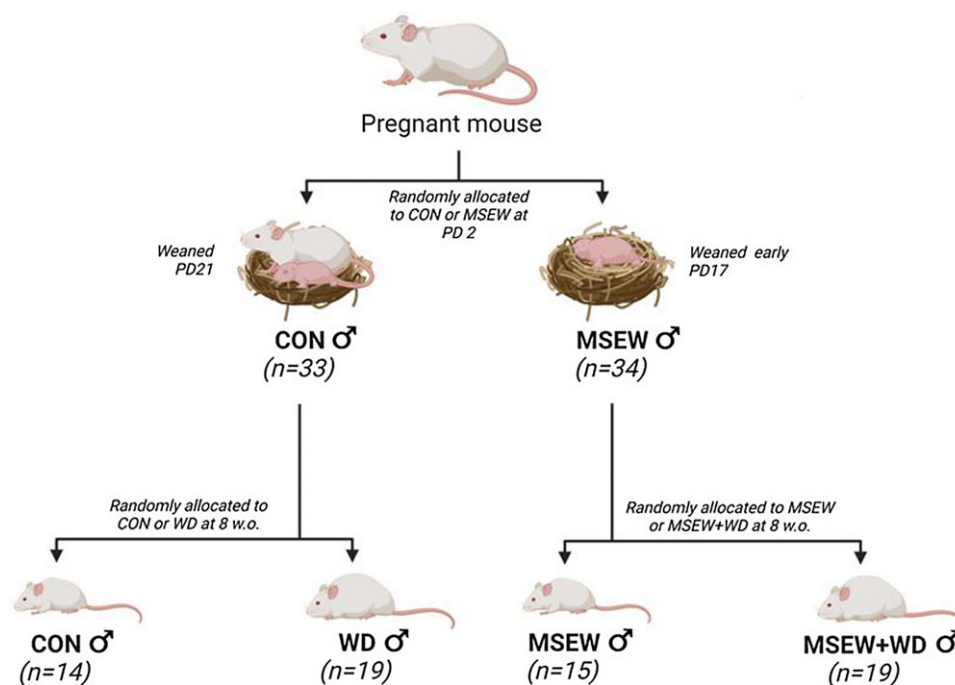 Pregnant mouse
Randomly allocated
to CON or MSEW at
PD 2
Weaned
PD21
Weaned early
PD17
CON ♂
(n=33)
MSEW ♂
(n=34)
Randomly allocated to
CON or WD at 8 w.o.
Randomly allocated to MSEW
or MSEW+WD at 8 w.o.
CON ♂
(n=14)
WD ♂
(n=19)
MSEW ♂
(n=15)
MSEW+WD ♂
(n=19)